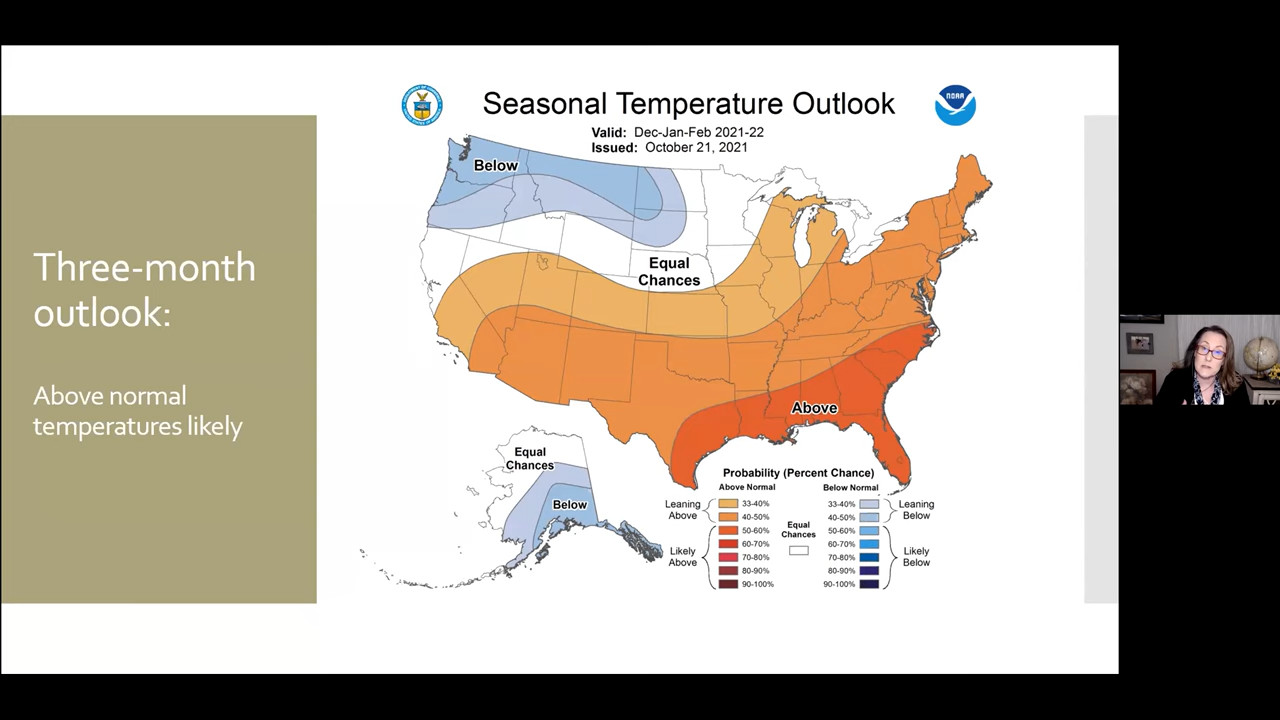 Three-month
outlook:
Above normal
temperatures likely
Seasonal Temperature Outlook
NOAA
Valid: Dec-Jan-Feb 2021-22
Issued: October 21, 2021
Below
Equal
Chances
Above
Equal
Chances
Below
Probability (Percent Chance)
Above Normal
Below Normal
Leaning
Above
33-40%
40-50%
Likely
Above
50-60%
60-70%
70-80%
80-90%
90-100%
Equal
Chances
33-40%
40-50%
Leaning
Below
50-60%
60-70%
70-80%
80-90%
90-100%
Likely
Below